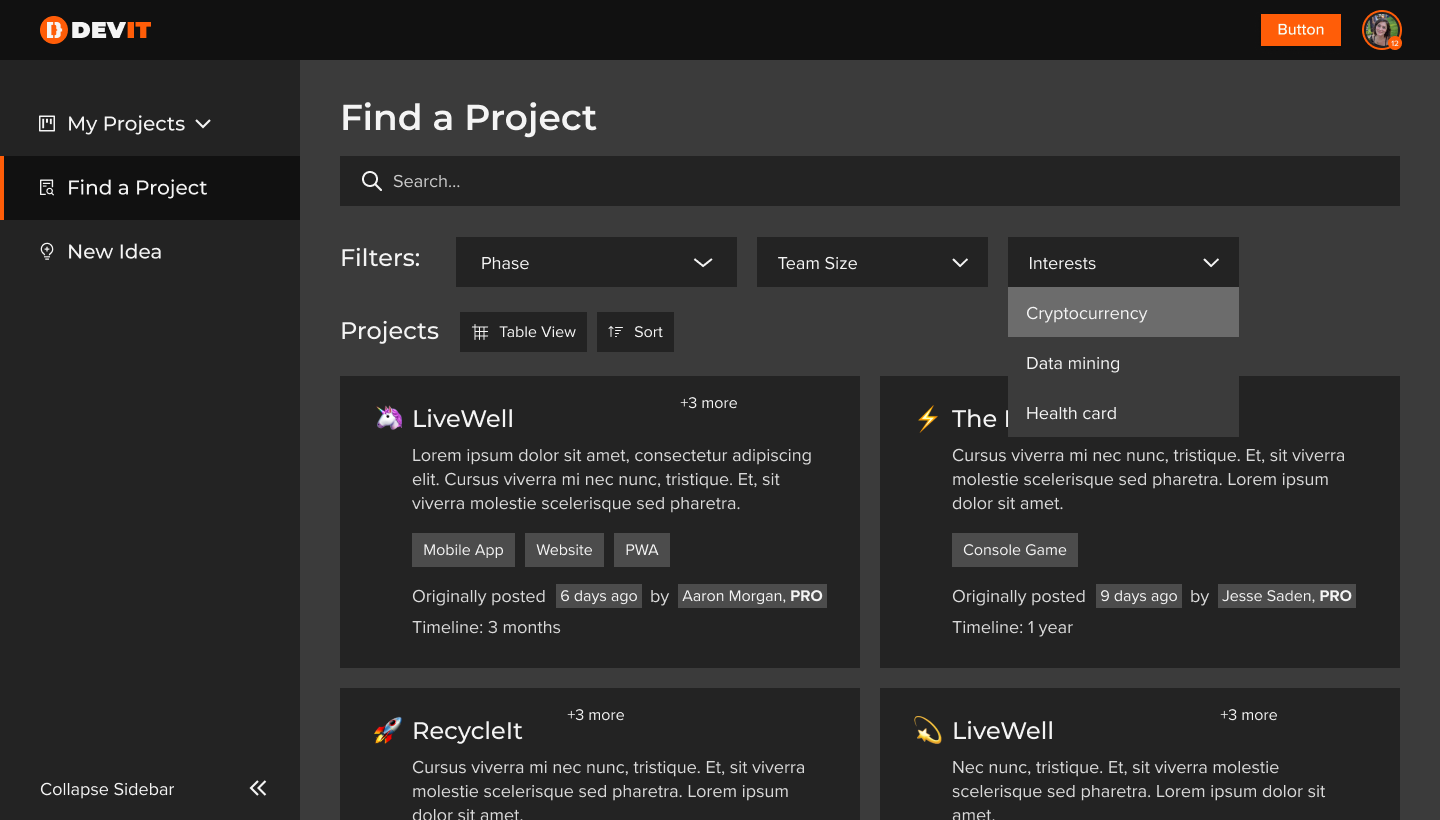 DEVIT
Button
12
My Projects
Find a Project
New Idea
Collapse Sidebar
Find a Project
Search...
Filters:
Phase
Team Size
Interests
Cryptocurrency
Data mining
Health card
Projects
Table View
Sort
LiveWell
+3 more
Lorem ipsum dolor sit amet, consectetur adipiscing
elit. Cursus viverra mi nec nunc, tristique. Et, sit
viverra molestie scelerisque sed pharetra.
Mobile App Website PWA
Originally posted 6 days ago by Aaron Morgan, PRO
Timeline: 3 months
The
Cursus viverra mi nec nunc, tristique. Et, sit viverra
molestie scelerisque sed pharetra. Lorem ipsum
dolor sit amet.
Console Game
Originally posted 9 days ago by Jesse Saden, PRO
Timeline: 1 year
RecycleIt
+3 more
Cursus viverra mi nec nunc, tristique. Et, sit viverra
molestie scelerisque sed pharetra. Lorem ipsum
dolor sit amet.
LiveWell
+3 more
Nec nunc, tristique. Et, sit viverra molestie
scelerisque sed pharetra. Lorem ipsum dolor sit
amet.